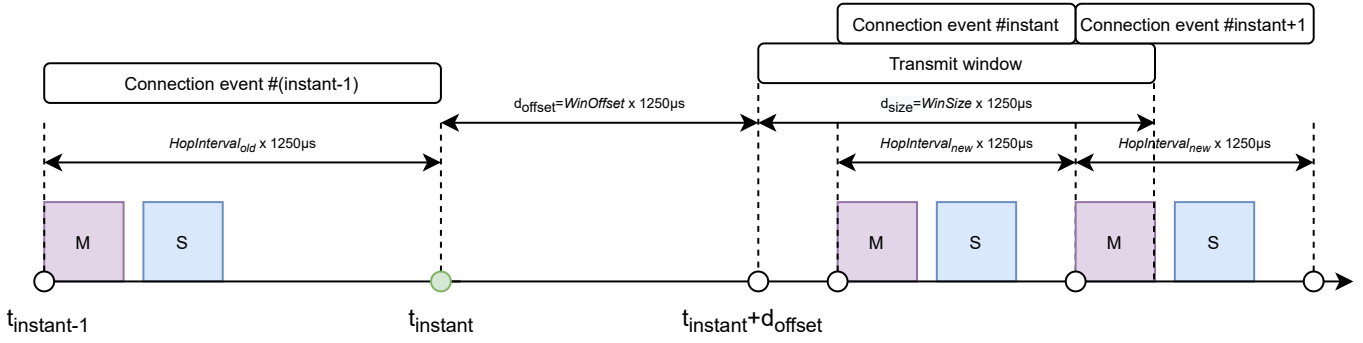 Connection event #instant
Connection event #instant+1
Transmit window
Connection event #(instant-1)
doffset=WinOffset x 1250µs
dsize=WinSize x 1250µs
HopIntervalold x 1250µs
HopIntervalnew x 1250µs
HopIntervalnew x 1250µs
M
S
M
S
M
S
tinstant-1
tinstant
tinstant+doffset